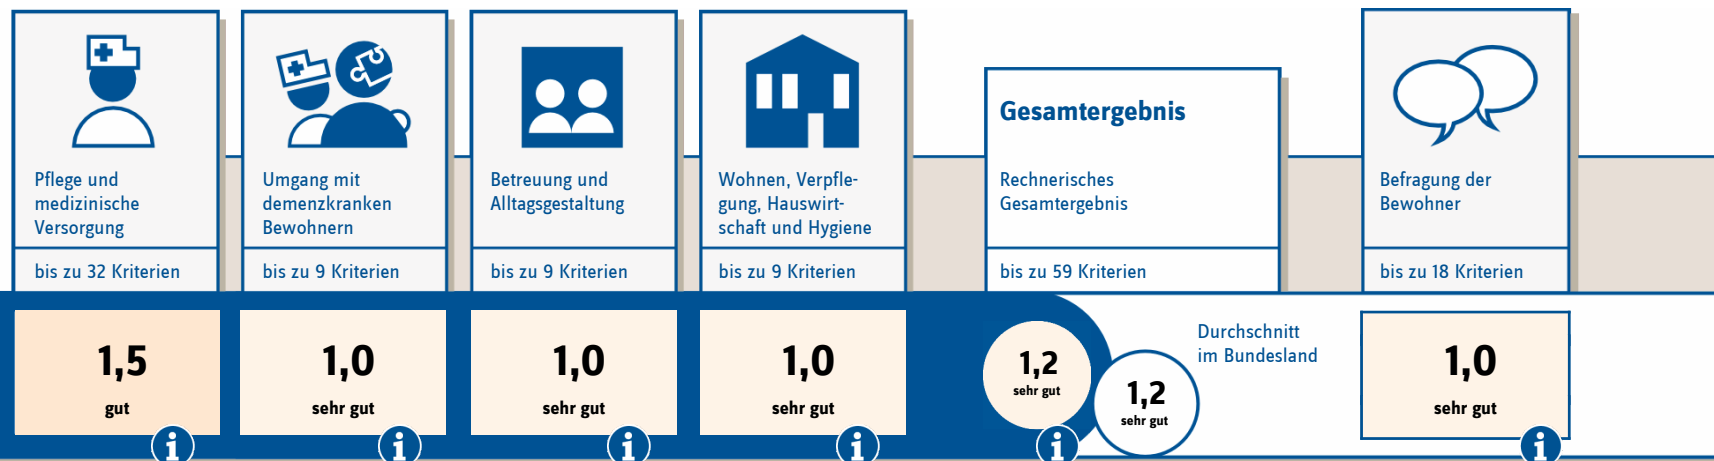 Pflege und
medizinische
Versorgung
bis zu 32 Kriterien
1,5
gut
Umgang mit
demenzkranken
Bewohnern
bis zu 9 Kriterien
1,0
sehr gut
Betreuung und
Alltagsgestaltung
bis zu 9 Kriterien
1,0
sehr gut
Wohnen, Verpfle-
gung, Hauswirt-
schaft und Hygiene
bis zu 9 Kriterien
1,0
sehr gut
Gesamtergebnis
Rechnerisches
Gesamtergebnis
bis zu 59 Kriterien
1,2
sehr gut
Durchschnitt
im Bundesland
1,2
sehr gut
Befragung der
Bewohner
bis zu 18 Kriterien
1,0
sehr gut